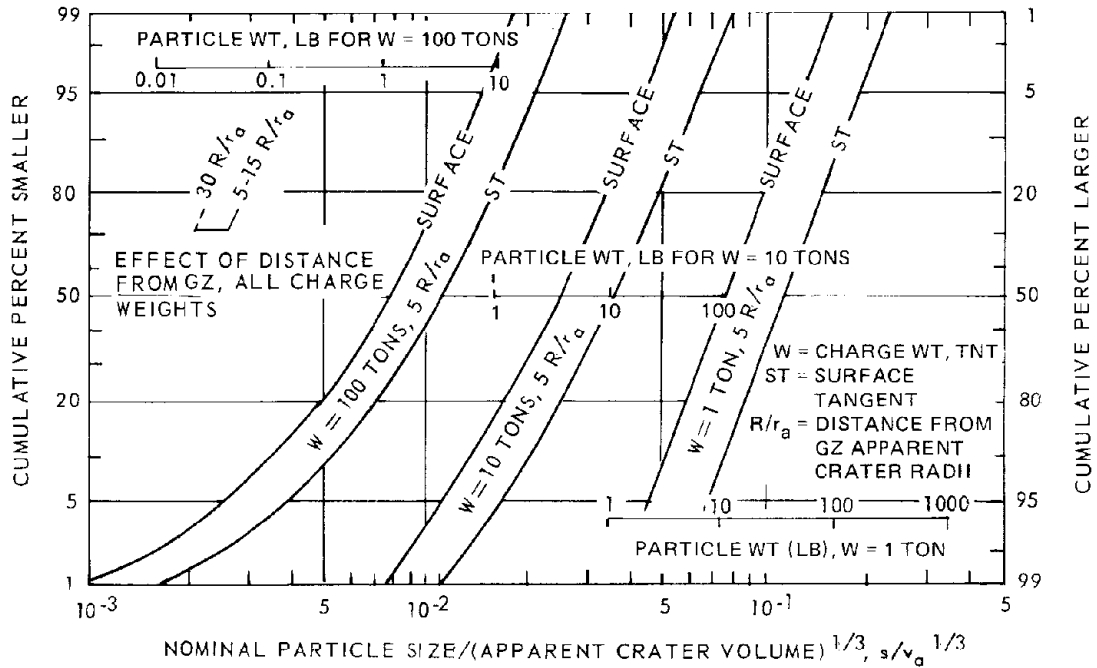 99
95
80
50
20
5
1
CUMULATIVE PERCENT SMALLER
1
5
20
50
80
95
99
CUMULATIVE PERCENT LARGER
PARTICLE WT, LB FOR W = 100 TONS
0.01 0.1 1 10
30 R/rₐ
5-15 R/rₐ
EFFECT OF DISTANCE
FROM GZ, ALL CHARGE
WEIGHTS
SURFACE
ST
W = 100 TONS, 5 R/rₐ
SURFACE
ST
W = 10 TONS, 5 R/rₐ
PARTICLE WT, LB FOR W = 10 TONS
1 10 100
SURFACE
ST
W = 1 TON, 5 R/rₐ
W = CHARGE WT, TNT
ST = SURFACE
TANGENT
R/rₐ = DISTANCE FROM
GZ APPARENT
CRATER RADII
1 10 100 1000
PARTICLE WT (LB), W = 1 TON
10⁻³ 5 10⁻² 5 10⁻¹ 5
NOMINAL PARTICLE SIZE/(APPARENT CRATER VOLUME)^1/3, s/vₐ^1/3